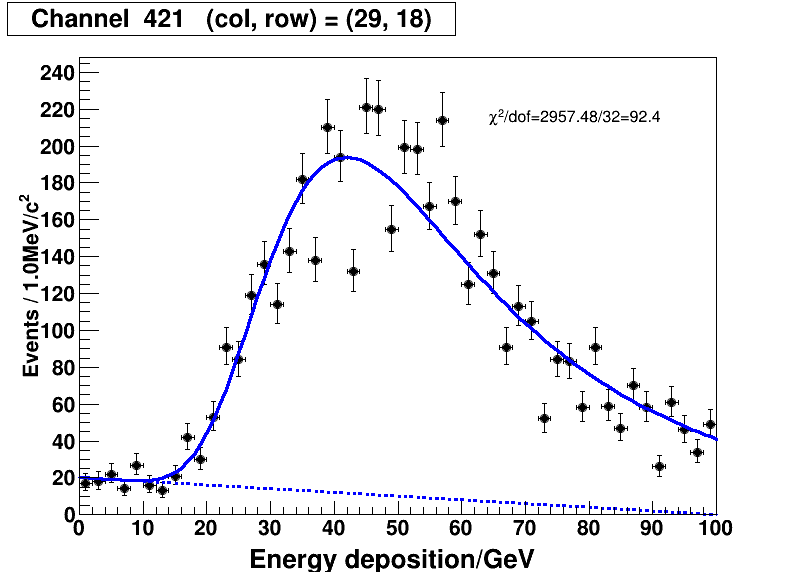 Channel 421 (col, row) = (29, 18)
χ²/dof=2957.48/32=92.4
Events / 1.0MeV/c²
240
220
200
180
160
140
120
100
80
60
40
20
0
0 10 20 30 40 50 60 70 80 90 100
Energy deposition/GeV